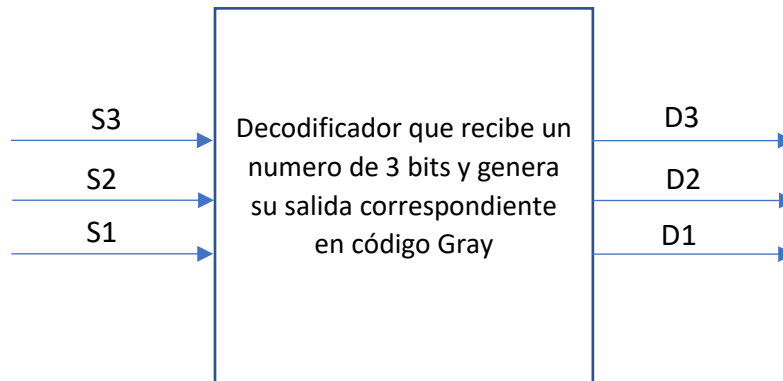 S3
S2
S1
Decodificador que recibe un
numero de 3 bits y genera
su salida correspondiente
en código Gray
D3
D2
D1